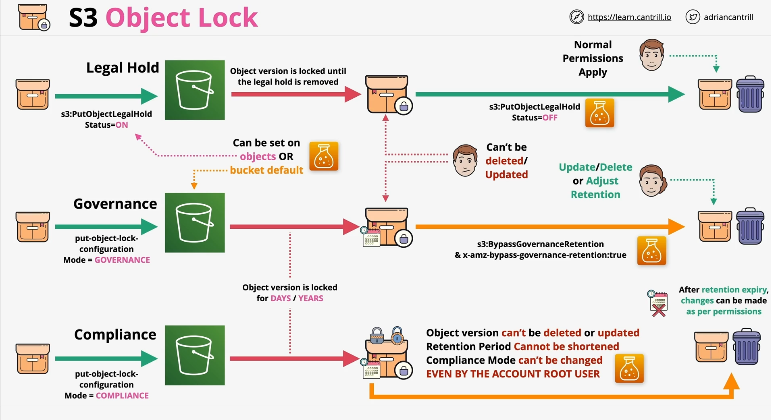 S3 Object Lock
https://learn.cantrill.io
adriancantrill
Legal Hold
s3:PutObjectLegalHold
Status=ON
Object version is locked until
the legal hold is removed
Normal
Permissions
Apply
s3:PutObjectLegalHold
Status=OFF
Can be set on
objects OR
bucket default
Can't be
deleted/
Updated
Update/Delete
or Adjust
Retention
Governance
put-object-lock-
configuration
Mode = GOVERNANCE
s3:BypassGovernanceRetention
& x-amz-bypass-governance-retention:true
Object version is locked
for DAYS / YEARS
After retention expiry,
changes can be made
as per permissions
Compliance
put-object-lock-
configuration
Mode = COMPLIANCE
Object version can't be deleted or updated
Retention Period Cannot be shortened
Compliance Mode can't be changed
EVEN BY THE ACCOUNT ROOT USER